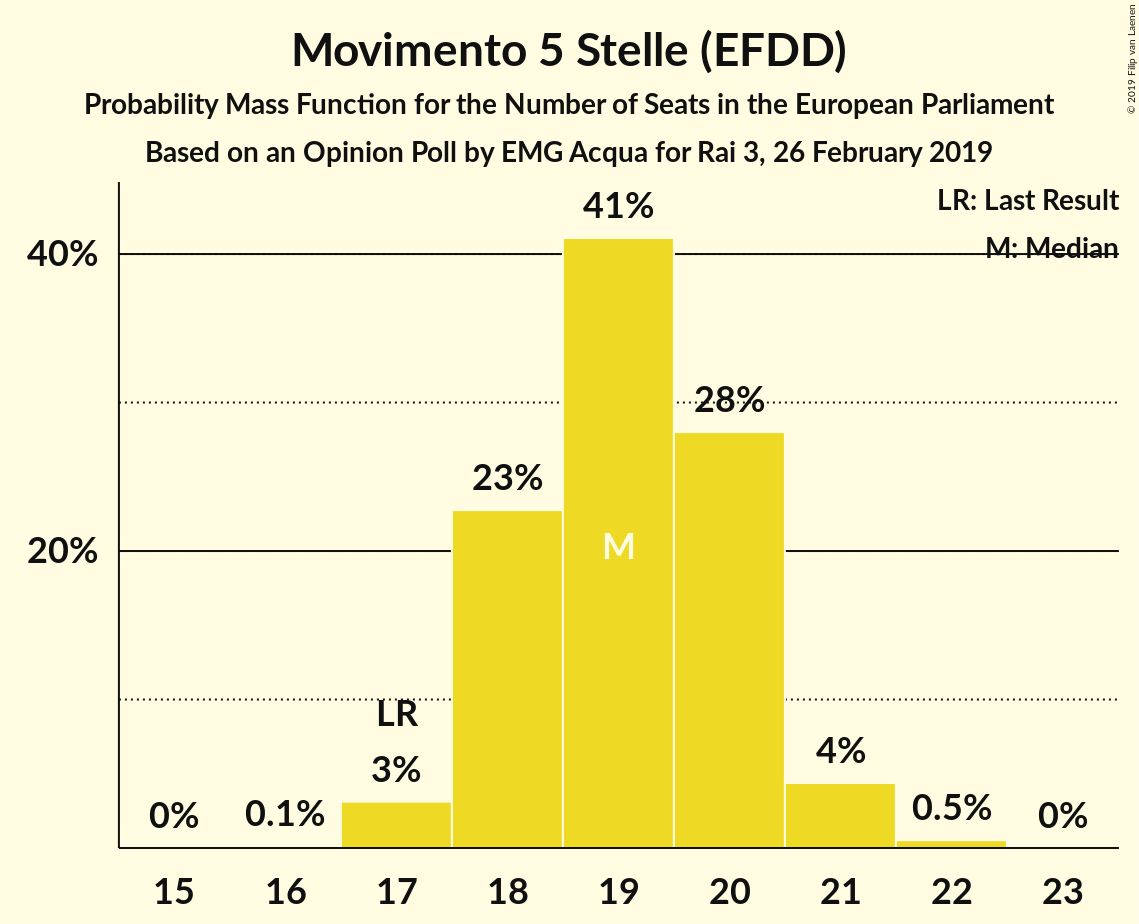 Movimento 5 Stelle (EFDD)
Probability Mass Function for the Number of Seats in the European Parliament
Based on an Opinion Poll by EMG Acqua for Rai 3, 26 February 2019
© 2019 Filip van Laenen
LR: Last Result
M: Median
40%
20%
0%
0.1%
LR
3%
23%
41%
M
28%
4%
0.5%
0%
15 16 17 18 19 20 21 22 23